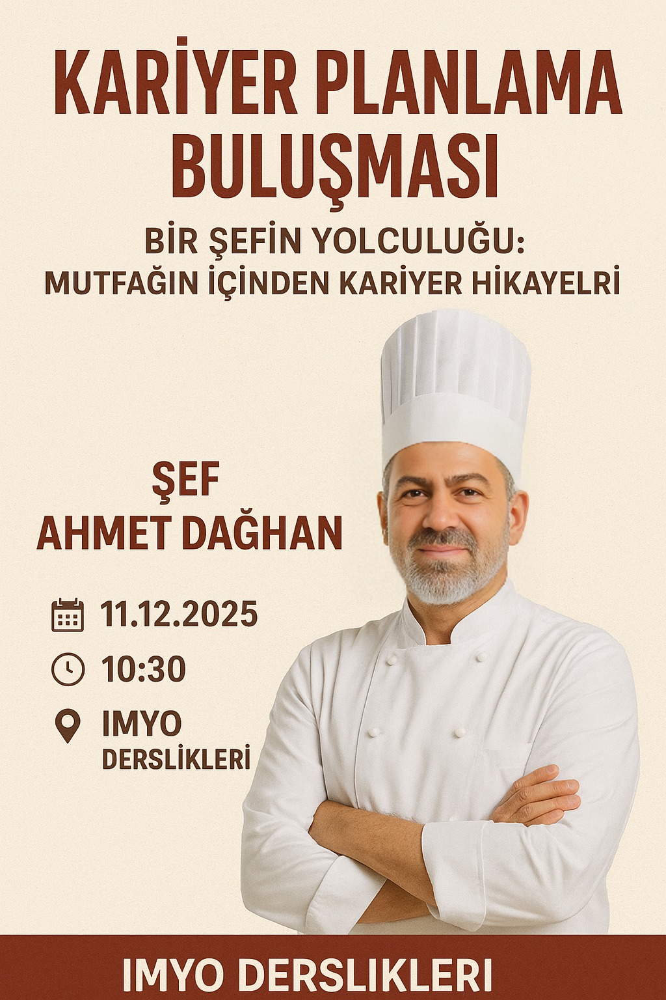 KARİYER PLANLAMA
BULUŞMASI
BİR ŞEFİN YOLCULUĞU:
MUTFAĞIN İÇİNDEN KARİYER HİKAYELRİ
ŞEF
AHMET DAĞHAN
11.12.2025
10:30
IMYO
DERSLİKLERİ
IMYO DERSLIKLERI